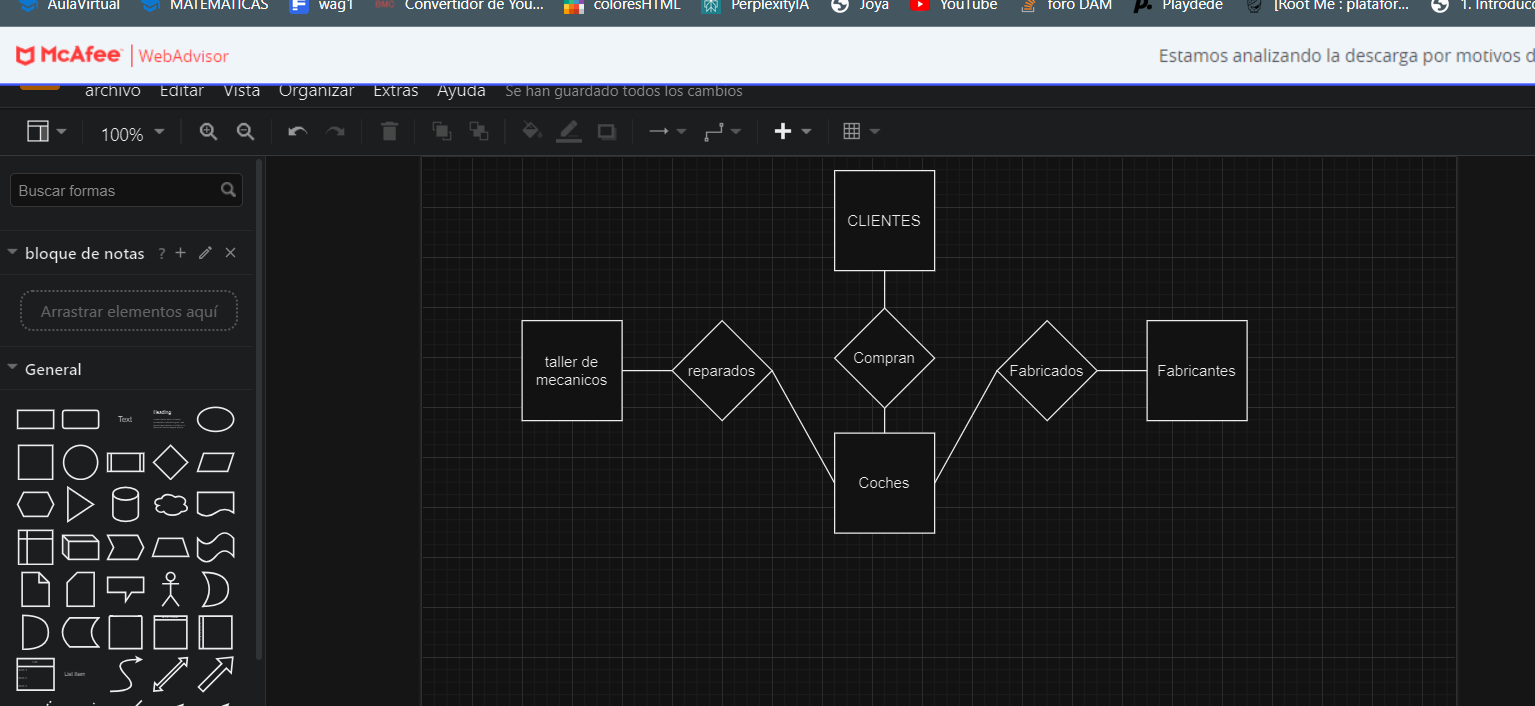 AulaVirtual
MATEMATICAS
wag1
Convertidor de You...
coloresHTML
PerplexityIA
Joya
YouTube
foro DAM
Playdede
[Root Me : platafor...
1. Introducc
McAfee | WebAdvisor
Estamos analizando la descarga por motivos d
archivo Editar Vista Organizar Extras Ayuda Se han guardado todos los cambios
100%
Buscar formas
bloque de notas ?
Arrastrar elementos aquí
General
Text
Heading
List Item
CLIENTES
taller de
mecanicos
reparados
Compran
Fabricados
Fabricantes
Coches